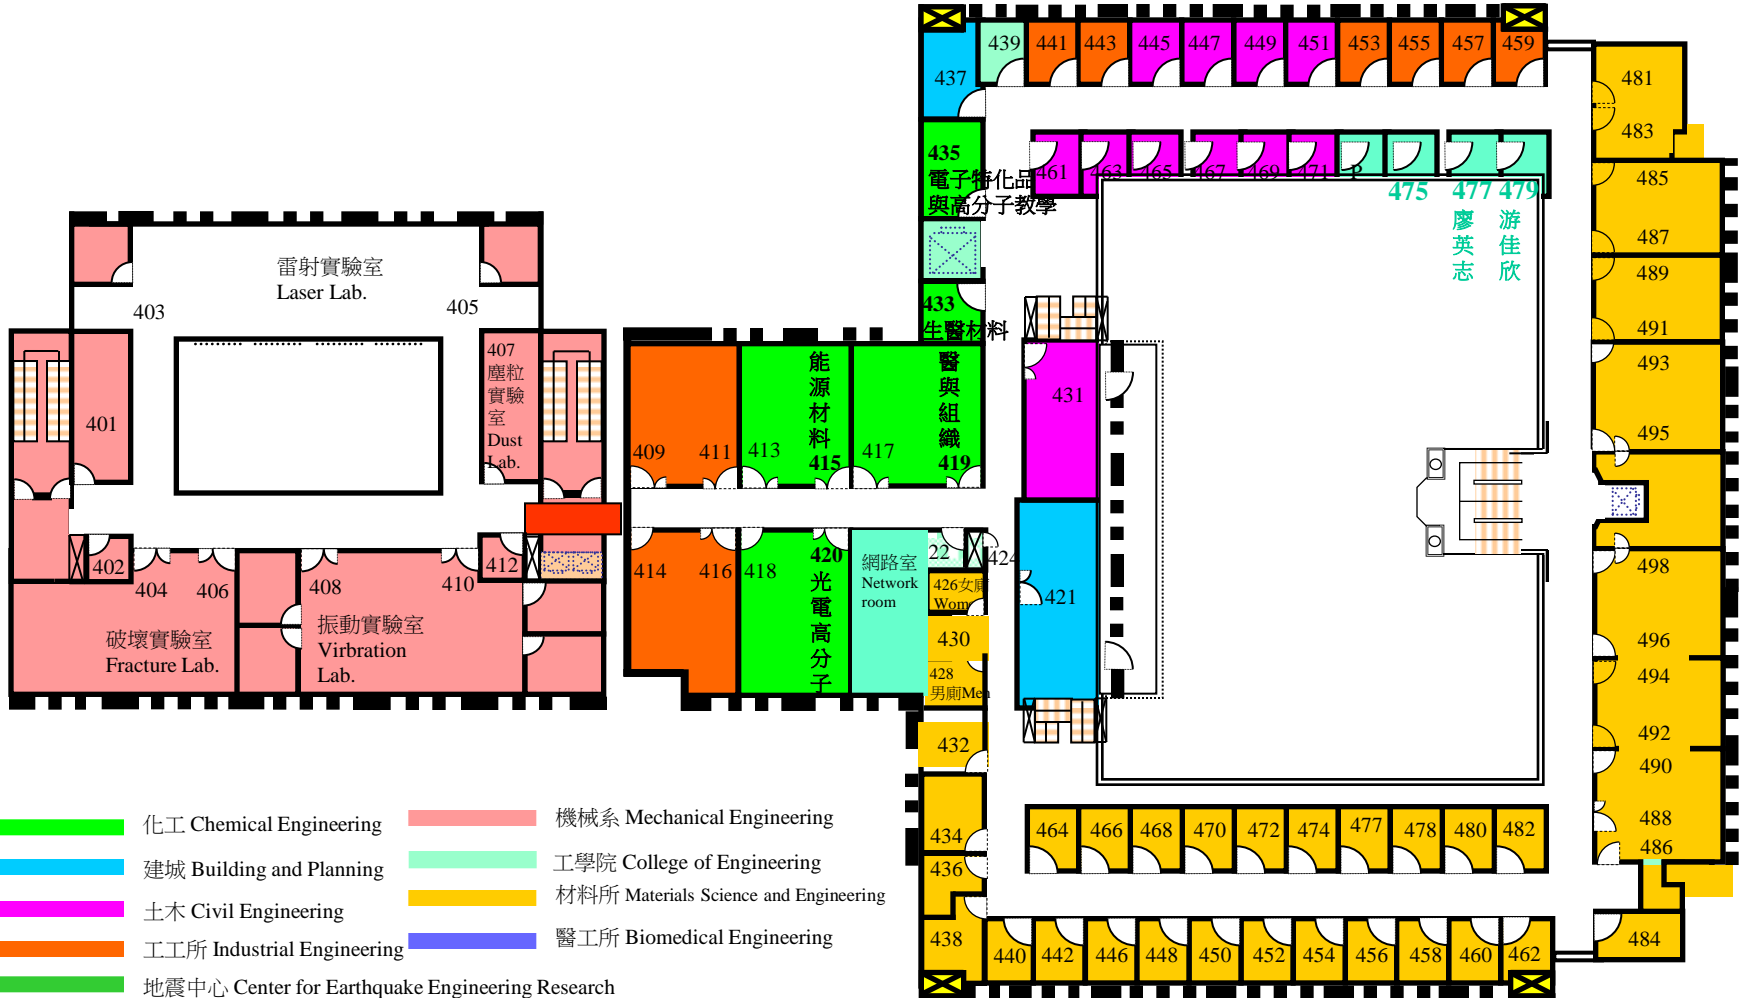 439
441
443
445
447
449
451
453
455
457
459
437
481
483
435
電子特化品
與高分子教學
461
463
465
467
469
471
P
475
477
廖英志
479
游佳欣
485
487
489
491
493
495
雷射實驗室
Laser Lab.
403
405
407
塵粒
實驗
室
Dust
Lab.
401
433
生醫材料
能源材料
415
醫與組織
419
409
411
413
417
431
402
404
406
408
410
412
414
416
418
420
光電高分子
網路室
Network
room
22
424
426女廁
Wom
430
428
男廁Men
432
421
破壞實驗室
Fracture Lab.
振動實驗室
Virbration
Lab.
498
496
494
492
490
488
486
434
436
438
464
466
468
470
472
474
477
478
480
482
440
442
446
448
450
452
454
456
458
460
462
484
化工 Chemical Engineering
機械系 Mechanical Engineering
建城 Building and Planning
工學院 College of Engineering
土木 Civil Engineering
材料所 Materials Science and Engineering
工工所 Industrial Engineering
醫工所 Biomedical Engineering
地震中心 Center for Earthquake Engineering Research